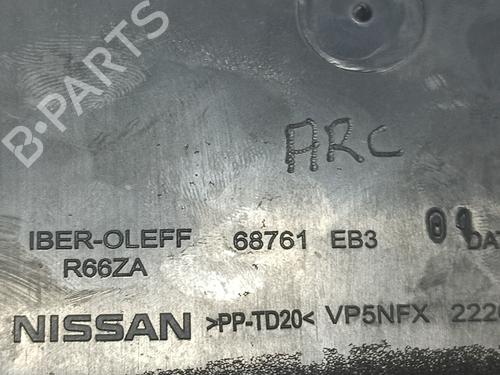 B-PARTS
ARC
IBER-OLEFF 68761 EB3
R66ZA
NISSAN >PP-TD20< VP5NFX